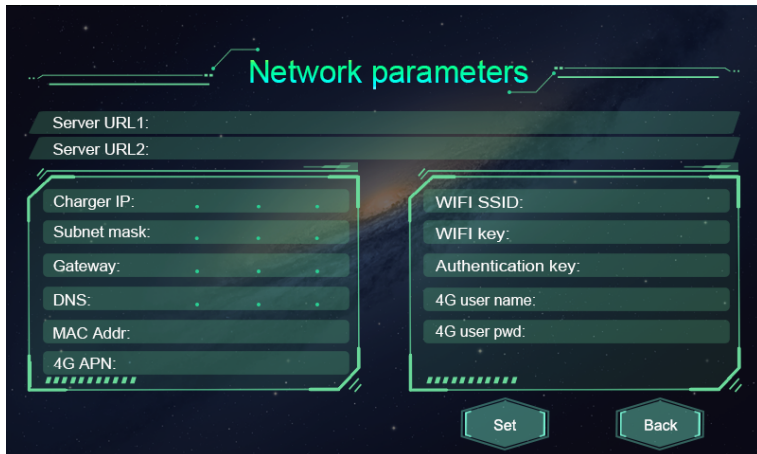 Network parameters
Server URL1:
Server URL2:
Charger IP: . . .
Subnet mask: . . .
Gateway: . . .
DNS: . . .
MAC Addr:
4G APN:
WIFI SSID:
WIFI key:
Authentication key:
4G user name:
4G user pwd:
Set
Back